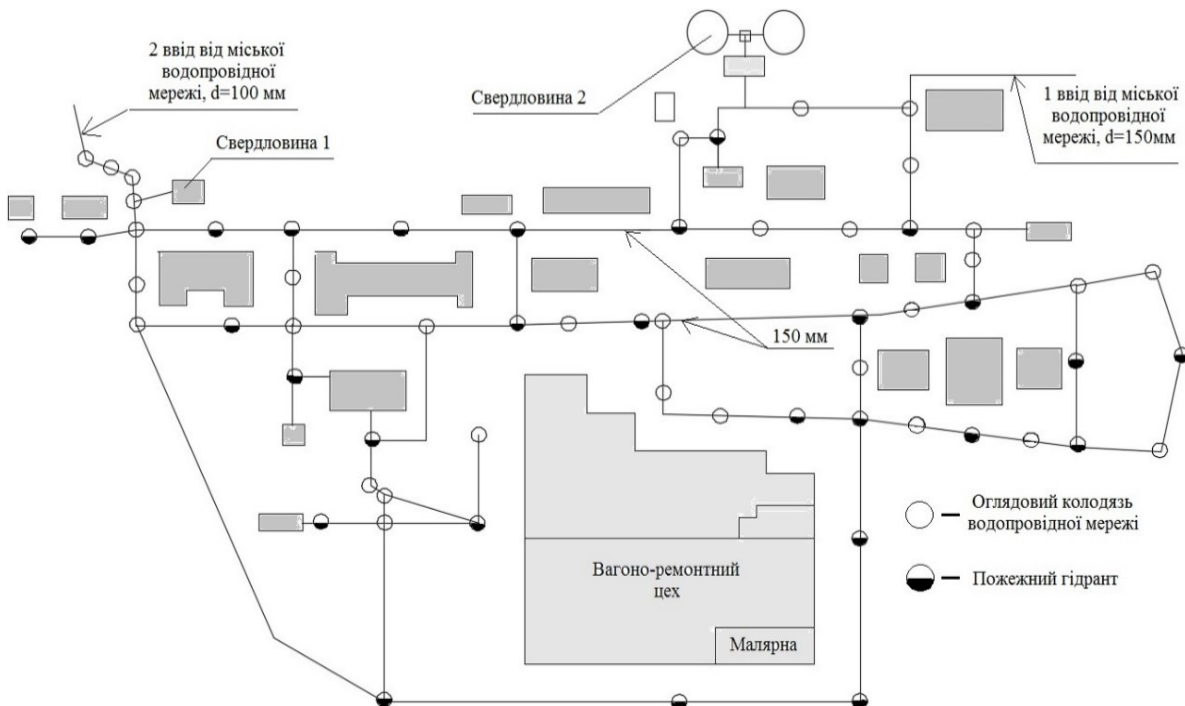 2 ввід від міської
водопровідної
мережі, d=100 мм
Свердловина 1
Свердловина 2
1 ввід від міської
водопровідної
мережі, d=150мм
150 мм
Оглядовий колодязь
водопровідної мережі
Пожежний гідрант
Вагоно-ремонтний
цех
Малярна